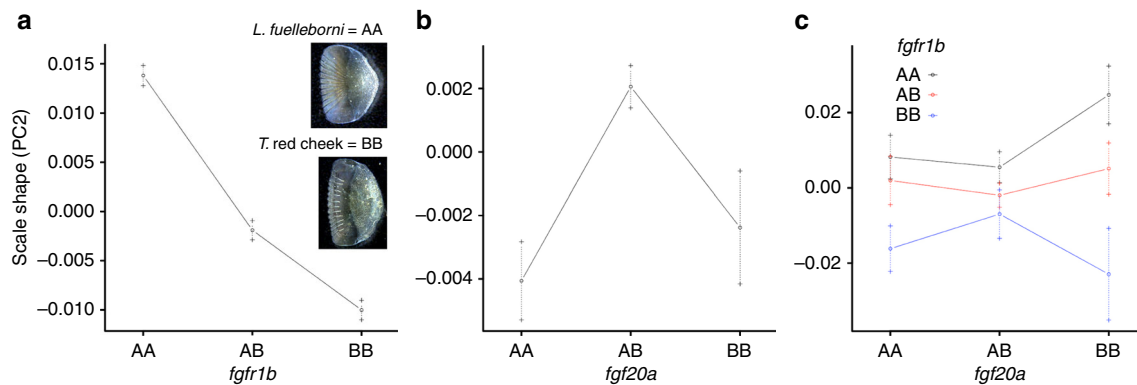 a
L. fuelleborni = AA
T. red cheek = BB
Scale shape (PC2)
0.015
0.010
0.005
0.000
–0.005
–0.010
AA AB BB
fgfr1b
b
0.002
0.000
–0.002
–0.004
AA AB BB
fgf20a
c
fgfr1b
AA
AB
BB
0.02
0.00
–0.02
AA AB BB
fgf20a